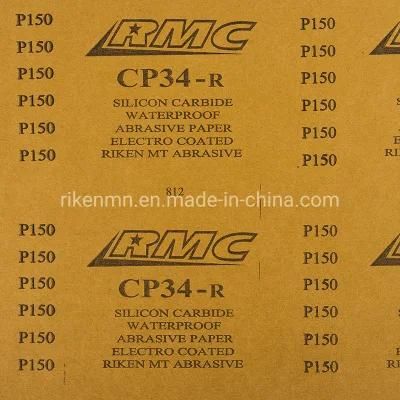 P150 RMC P150
P150 CP34-R P150
P150 SILICON CARBIDE P150
WATERPROOF
P150 ABRASIVE PAPER P150
ELECTRO COATED
P150 RIKEN MT ABRASIVE P150
P150 P150
812
rikenmn.en.made-in-china.com
P150 RMC P150
P150 CP34-R P150
P150 SILICON CARBIDE P150
WATERPROOF
P150 ABRASIVE PAPER P150
ELECTRO COATED
P150 RIKEN MT ABRASIVE P150
P150